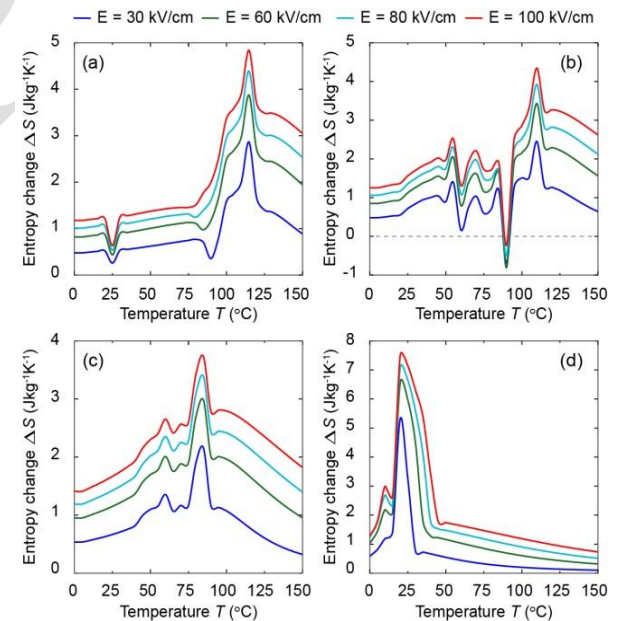 E = 30 kV/cm E = 60 kV/cm E = 80 kV/cm E = 100 kV/cm
(a)
5
4
3
2
1
0
Entropy change △S (Jkg⁻¹K⁻¹)
0 25 50 75 100 125 150
Temperature T (°C)
(b)
5
4
3
2
1
0
-1
Entropy change △S (Jkg⁻¹K⁻¹)
0 25 50 75 100 125 150
Temperature T (°C)
(c)
4
3
2
1
0
Entropy change △S (Jkg⁻¹K⁻¹)
0 25 50 75 100 125 150
Temperature T (°C)
(d)
8
7
6
5
4
3
2
1
0
Entropy change △S (Jkg⁻¹K⁻¹)
0 25 50 75 100 125 150
Temperature T (°C)